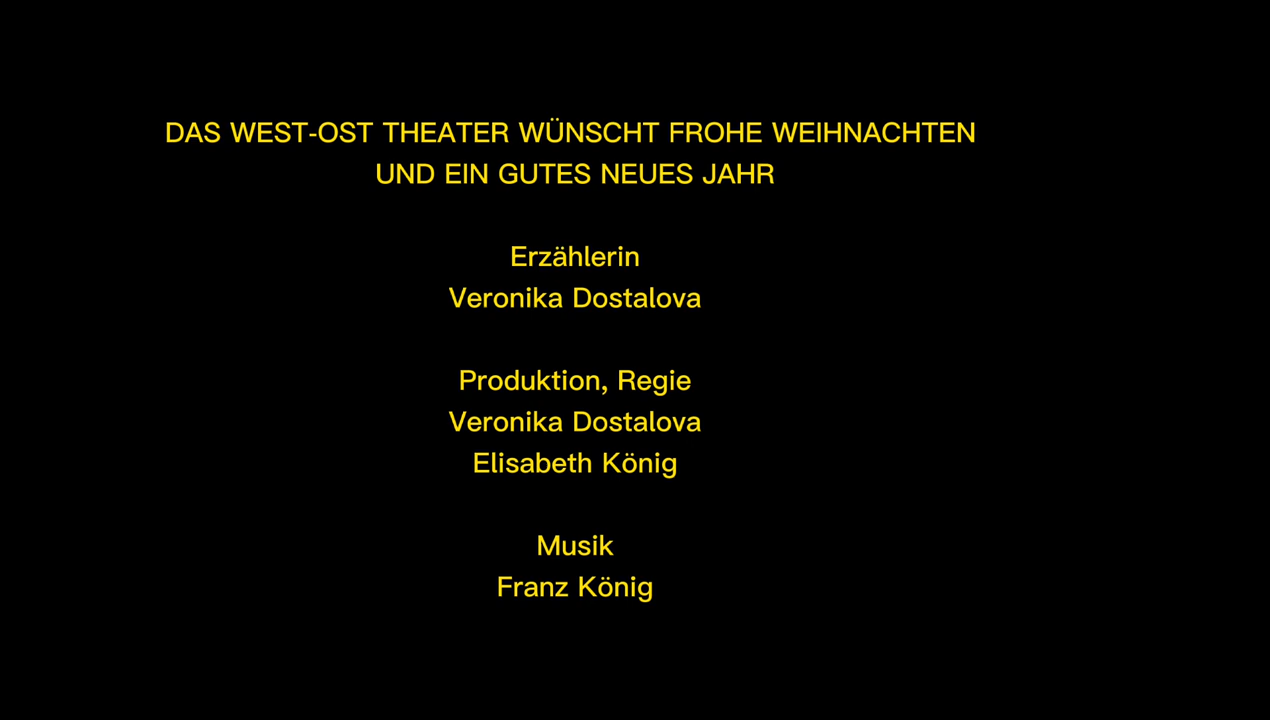 DAS WEST-OST THEATER WÜNSCHT FROHE WEIHNACHTEN
UND EIN GUTES NEUES JAHR
Erzählerin
Veronika Dostalova
Produktion, Regie
Veronika Dostalova
Elisabeth König
Musik
Franz König